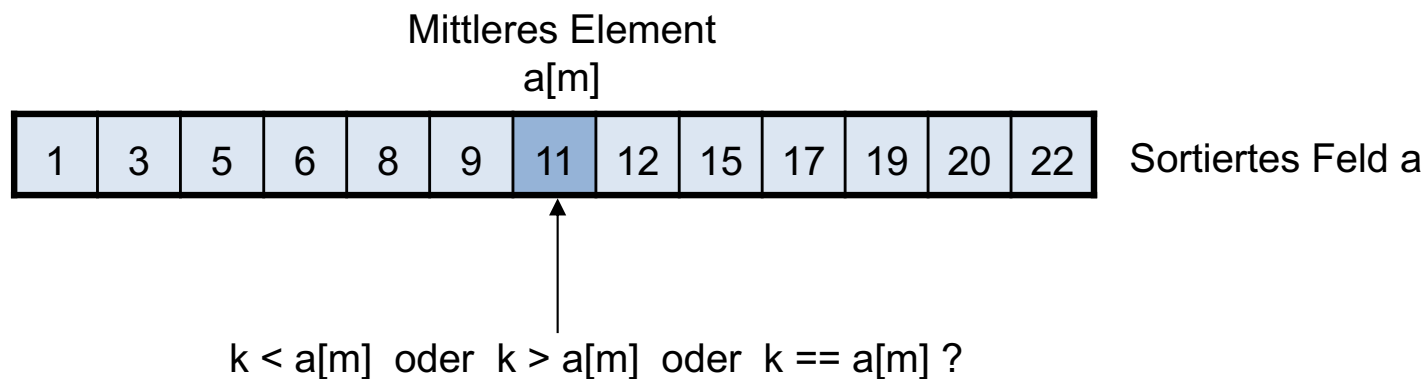 Mittleres Element
a[m]
1 3 5 6 8 9 11 12 15 17 19 20 22 Sortiertes Feld a
k < a[m] oder k > a[m] oder k == a[m] ?